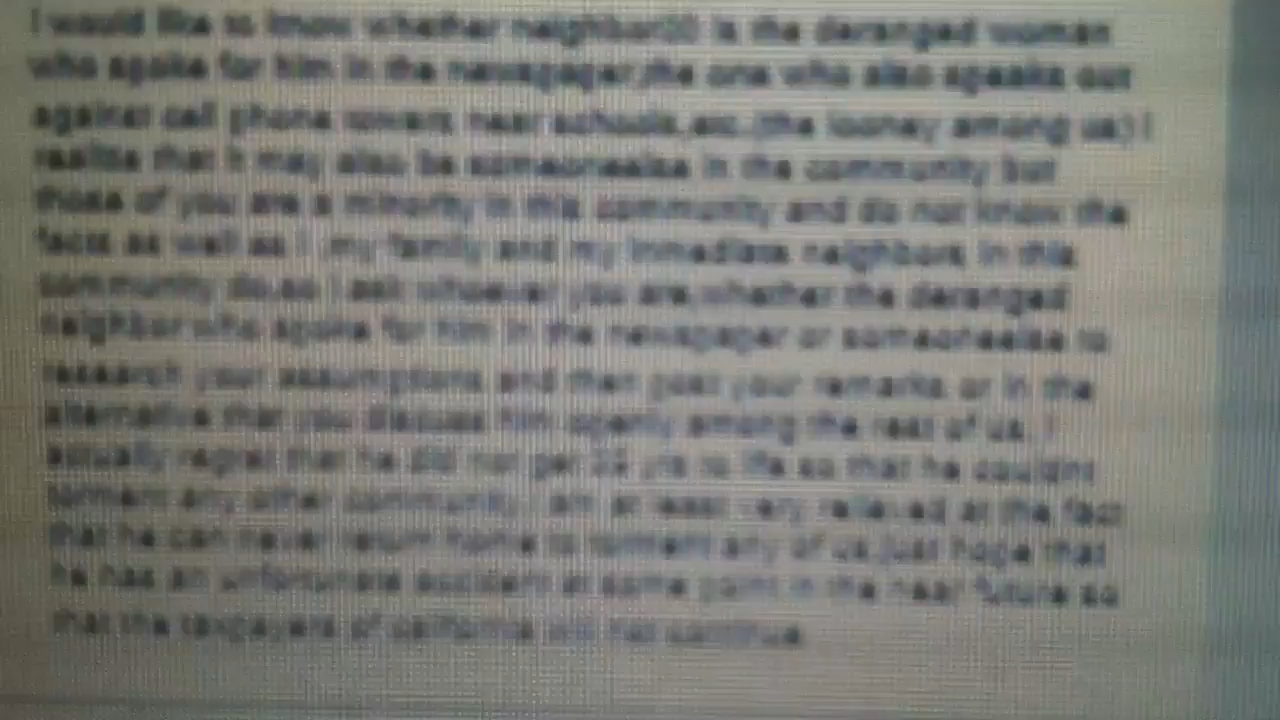 I would like to know whether neighbor is the deranged woman
who spoke for him in the newspaper,the one who also speaks out
against cell phone towers near schools,etc.(the looney among us) I
realize that it may also be someoneelse in the community but
those of you are a minority in this community and do not know the
facts as well as I, my family and my immediate neighbors in this
community do,so I ask whoever you are,whether the deranged
neighbor who spoke for him in the newspaper or someoneelse to
research your assumptions and then post your remarks or in the
alternative that you discuss him openly among the rest of us. I
actually regret that he did not get 25 yrs to life so that he couldnt
torment any other community. I am at least very relieved at the fact
that he can never return home to torment any of us.just hope that
he has an unfortunate accident at some point in the near future so
that the taxpayers of california will not continue